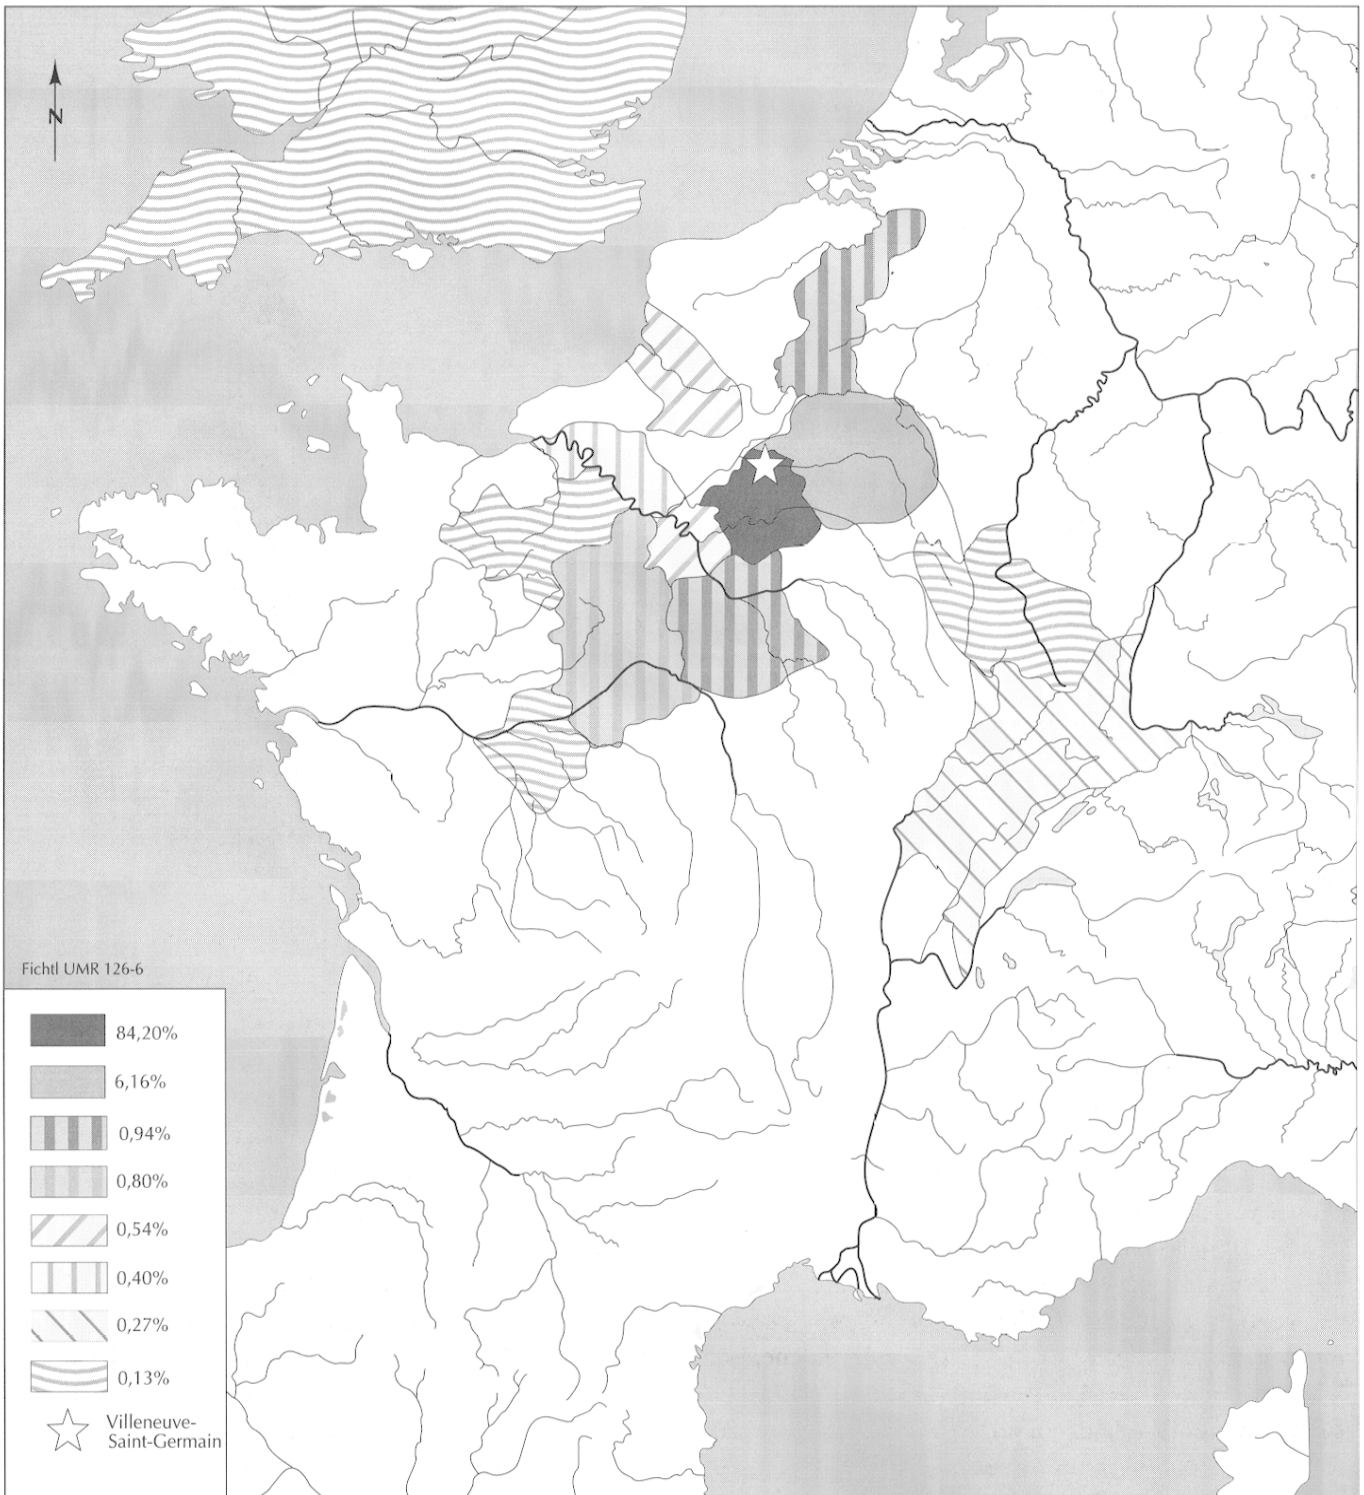 N
Fichtl UMR 126-6
84,20%
6,16%
0,94%
0,80%
0,54%
0,40%
0,27%
0,13%
Villeneuve-
Saint-Germain